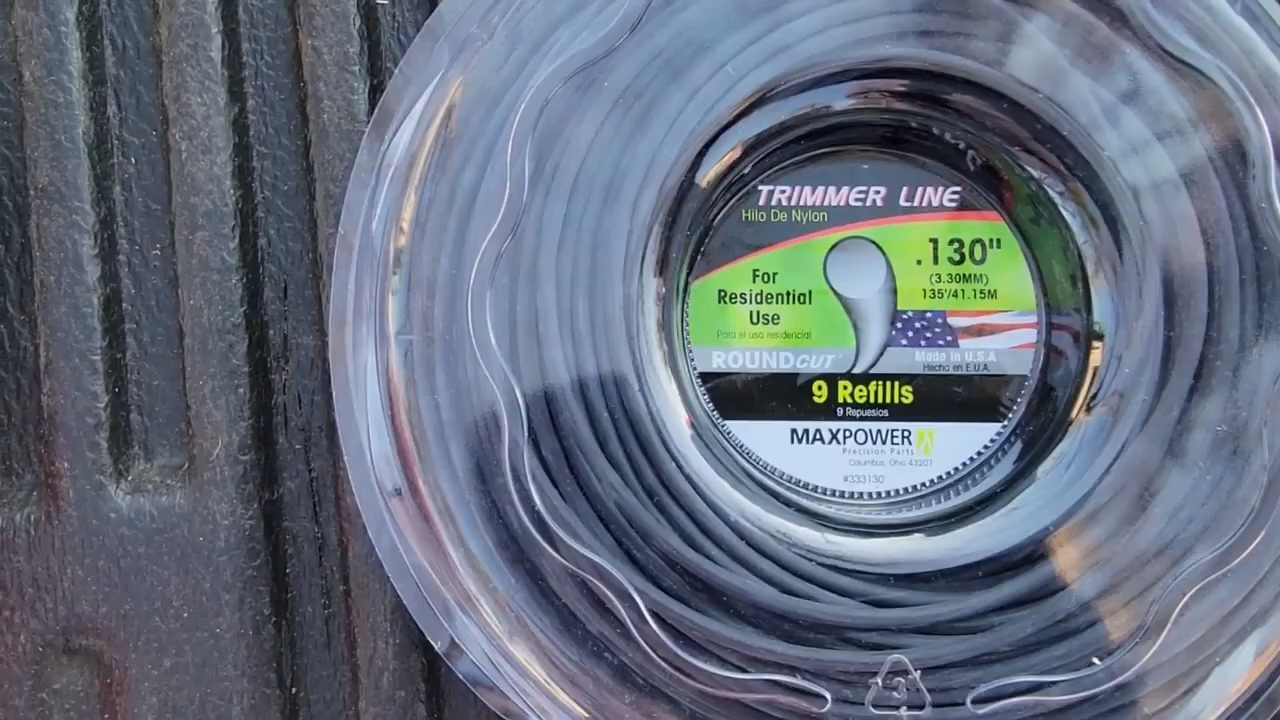 TRIMMER LINE
Hilo De Nylon
.130"
(3.30MM)
135'/41.15M
For
Residential
Use
Para el uso residencial
ROUNDCUT
Made in U.S.A
Hecho en E.U.A.
9 Refills
9 Repuestos
MAXPOWER
Precision Parts
Columbus, Ohio 43207
#333130
3